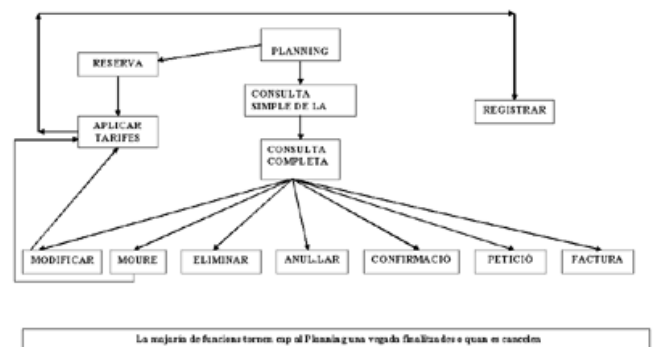 PLANNING
RESERVA
CONSULTA
SIMPLE DE LA
REGISTRAR
APLICAR
TARIFES
CONSULTA
COMPLETA
MODIFICAR
MOURE
ELIMINAR
ANUL.LAR
CONFIRMACIÓ
PETICIÓ
FACTURA
La majoria de funcions tornen cap al Planning una vegada finalitzades o quan es cancelen